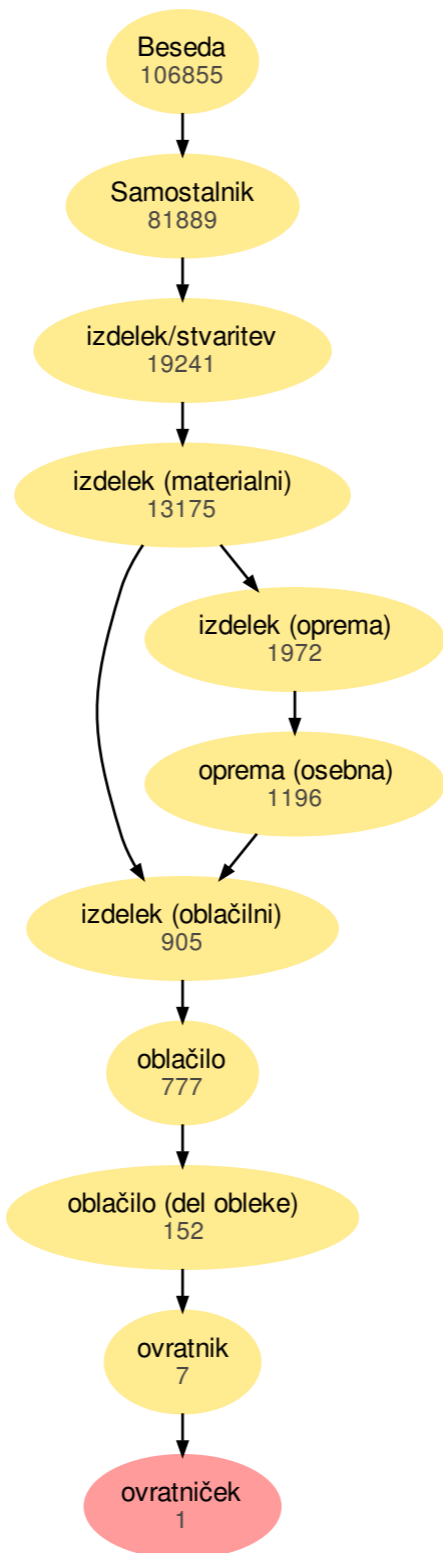 Beseda
106855
Samostalnik
81889
izdelek/stvaritev
19241
izdelek (materialni)
13175
izdelek (oprema)
1972
oprema (osebna)
1196
izdelek (oblačilni)
905
oblačilo
777
oblačilo (del obleke)
152
ovratnik
7
ovratniček
1